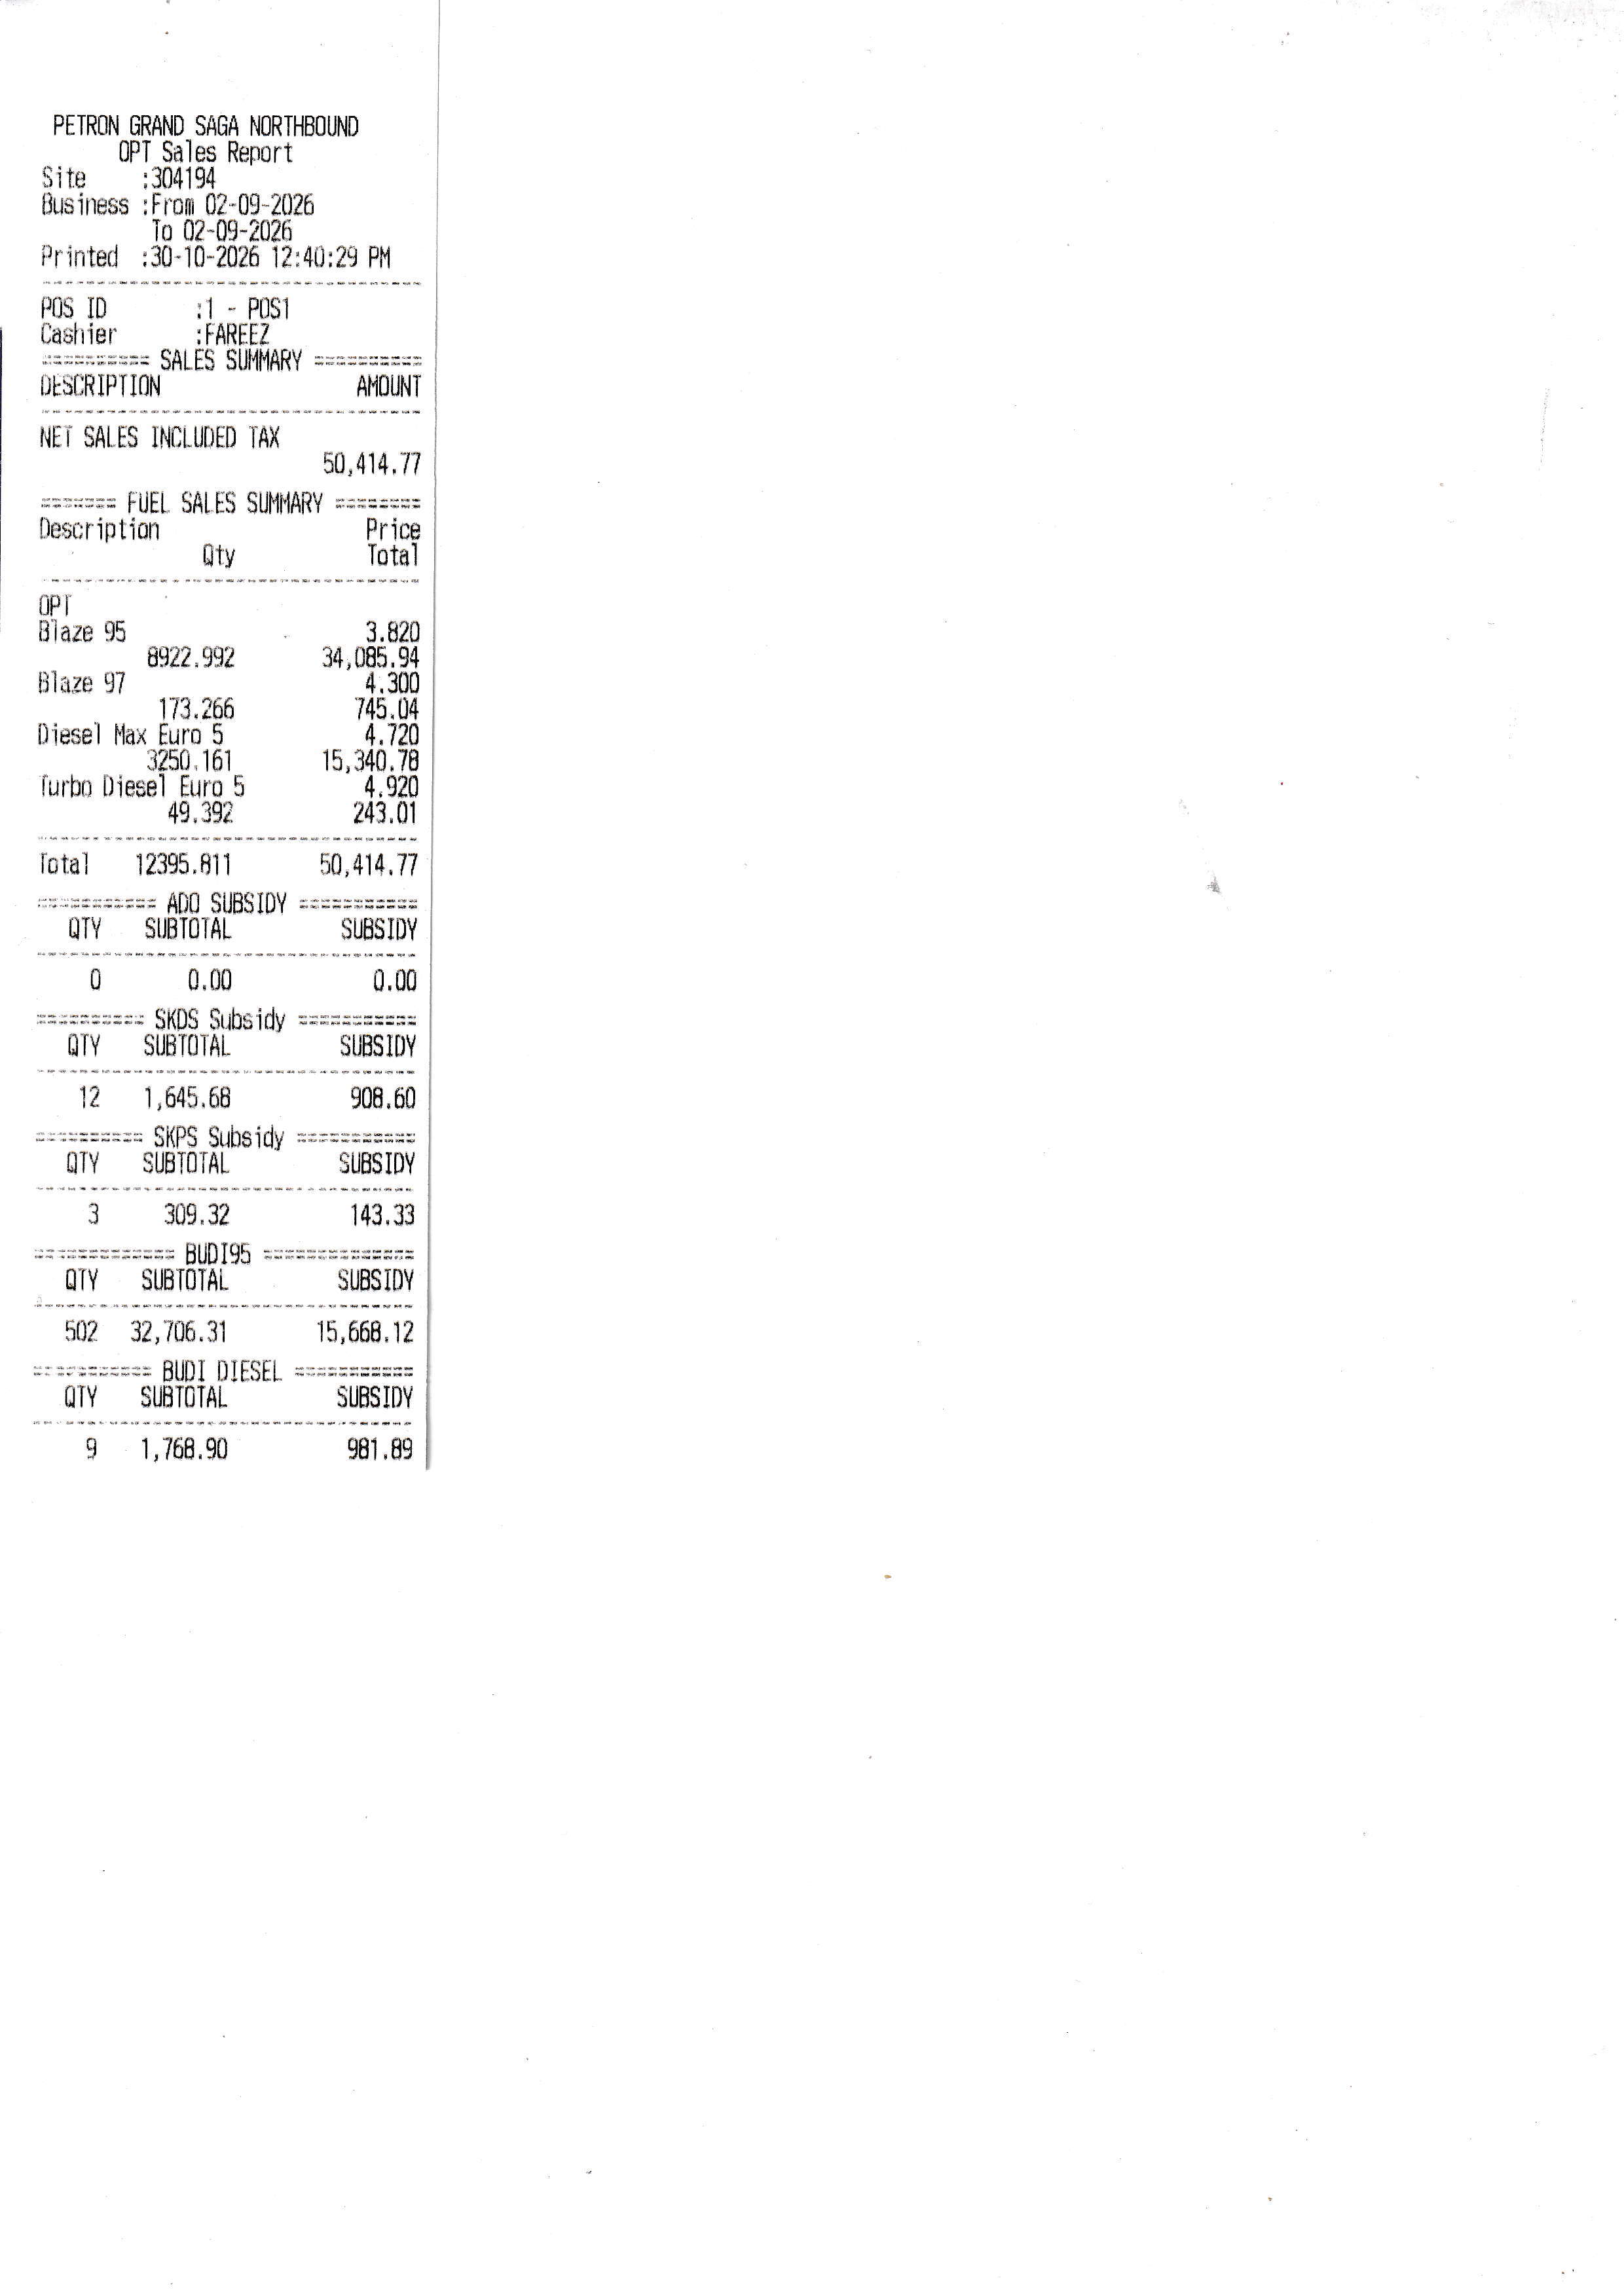 PETRON GRAND SAGA NORTHBOUND
OPT Sales Report
Site :304194
Business :From 02-09-2026
To 02-09-2026
Printed :30-10-2026 12:40:29 PM
--------------------------------
POS ID :1 - POS1
Cashier :FAREEZ
========= SALES SUMMARY =========
DESCRIPTION AMOUNT
--------------------------------
NET SALES INCLUDED TAX
50,414.77
====== FUEL SALES SUMMARY =======
Description Price
Qty Total
--------------------------------
OPT
Blaze 95 3.820
8922.992 34,085.94
Blaze 97 4.300
173.266 745.04
Diesel Max Euro 5 4.720
3250.161 15,340.78
Turbo Diesel Euro 5 4.920
49.392 243.01
--------------------------------
Total 12395.811 50,414.77
========== ADO SUBSIDY ==========
QTY SUBTOTAL SUBSIDY
--------------------------------
0 0.00 0.00
========= SKDS Subsidy ==========
QTY SUBTOTAL SUBSIDY
--------------------------------
12 1,645.68 908.60
========= SKPS Subsidy ==========
QTY SUBTOTAL SUBSIDY
--------------------------------
3 309.32 143.33
============ BUDI95 =============
QTY SUBTOTAL SUBSIDY
--------------------------------
502 32,706.31 15,668.12
========== BUDI DIESEL ==========
QTY SUBTOTAL SUBSIDY
--------------------------------
9 1,768.90 981.89